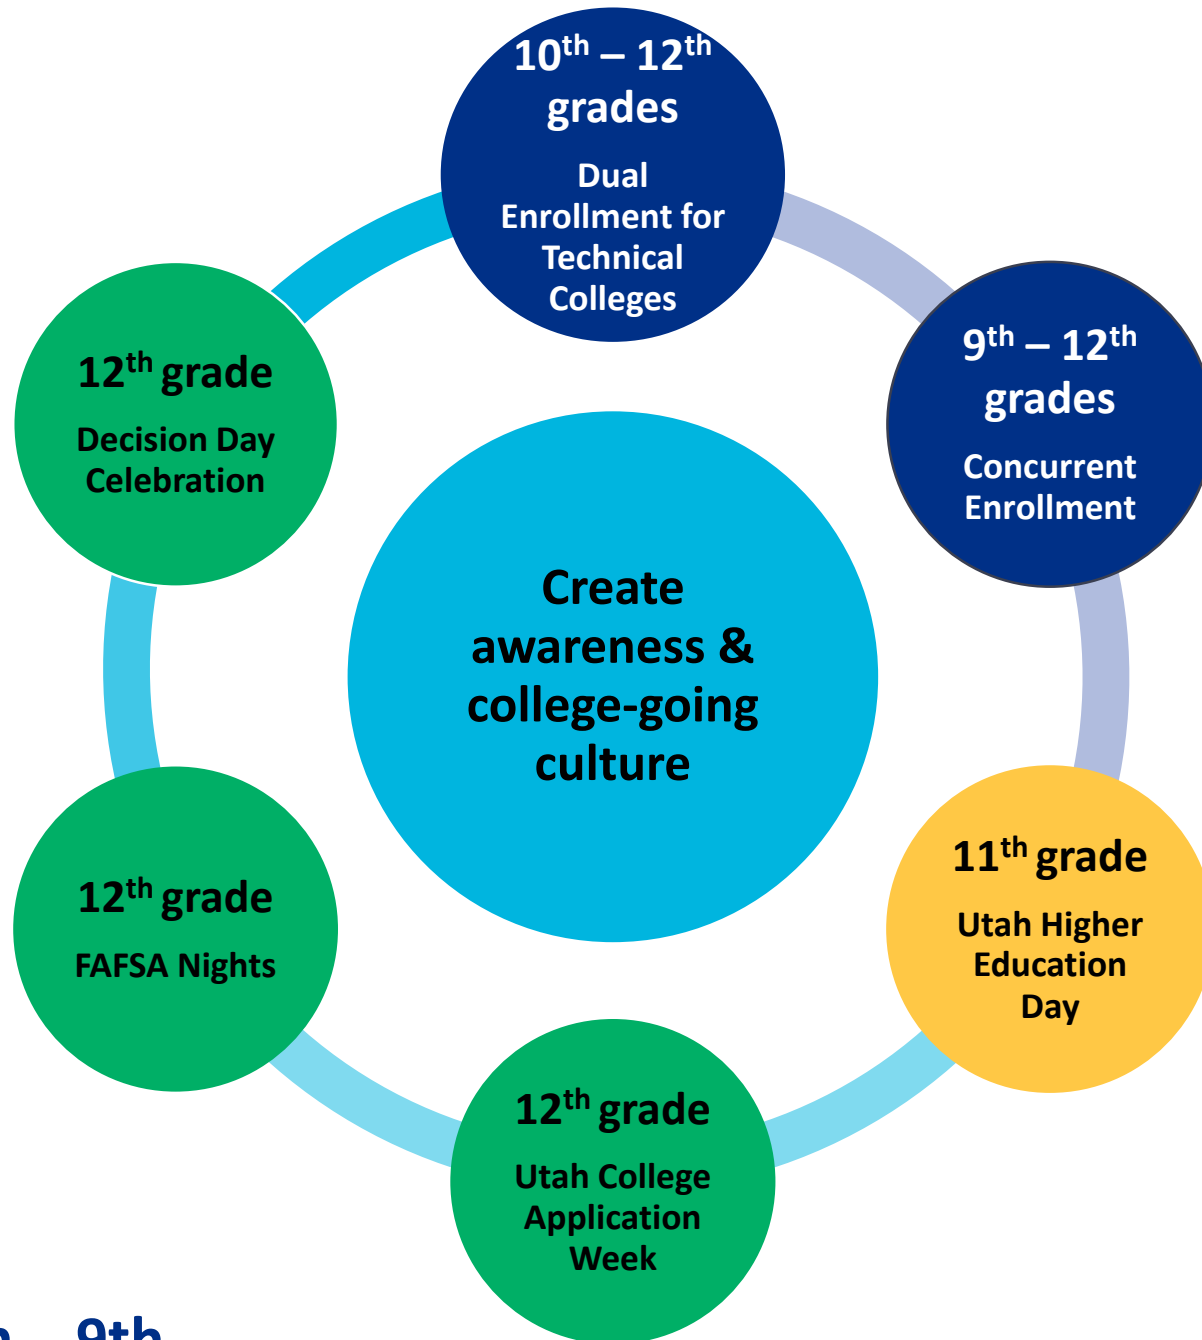 10th – 12th
grades
Dual
Enrollment for
Technical
Colleges
9th – 12th
grades
Concurrent
Enrollment
12th grade
Decision Day
Celebration
Create
awareness &
college-going
culture
11th grade
Utah Higher
Education
Day
12th grade
FAFSA Nights
12th grade
Utah College
Application
Week
9th